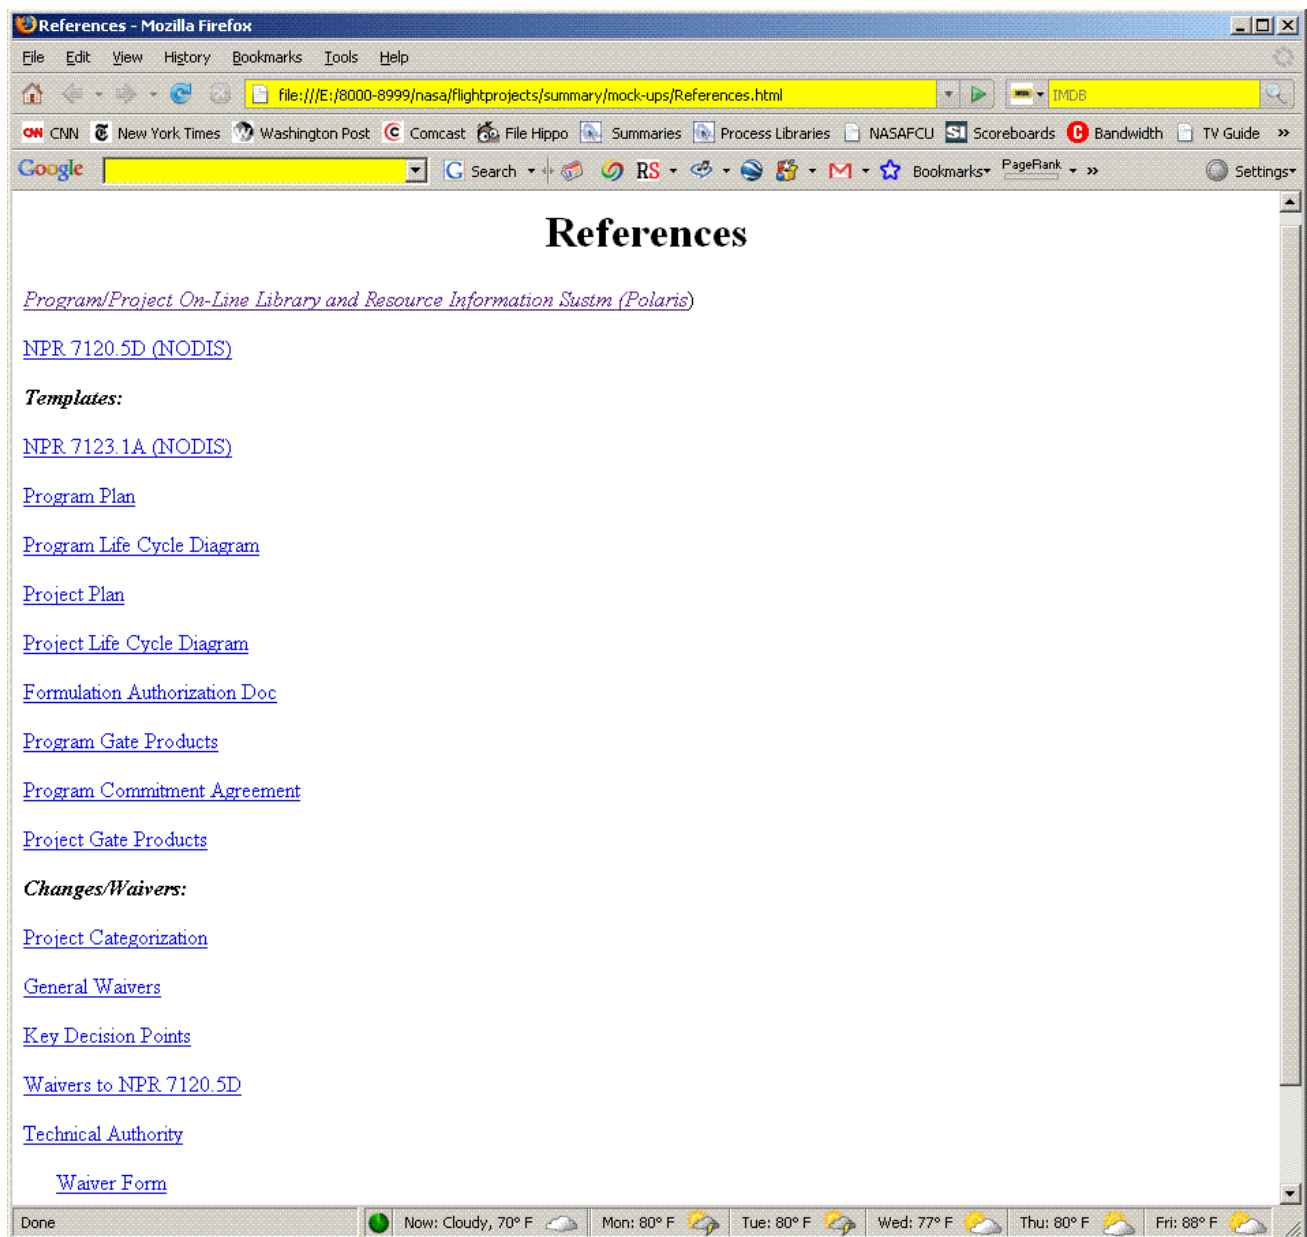 References - Mozilla Firefox
File Edit View History Bookmarks Tools Help
file:///E:/8000-8999/nasa/flightprojects/summary/mock-ups/References.html IMDB
CNN CNN New York Times Washington Post Comcast File Hippo Summaries Process Libraries NASAFCU SI Scoreboards Bandwidth TV Guide »
Google G Search RS Bookmarks PageRank » Settings
References
Program/Project On-Line Library and Resource Information Sustm (Polaris)
NPR 7120.5D (NODIS)
Templates:
NPR 7123.1A (NODIS)
Program Plan
Program Life Cycle Diagram
Project Plan
Project Life Cycle Diagram
Formulation Authorization Doc
Program Gate Products
Program Commitment Agreement
Project Gate Products
Changes/Waivers:
Project Categorization
General Waivers
Key Decision Points
Waivers to NPR 7120.5D
Technical Authority
Waiver Form
Done Now: Cloudy, 70° F Mon: 80° F Tue: 80° F Wed: 77° F Thu: 80° F Fri: 88° F